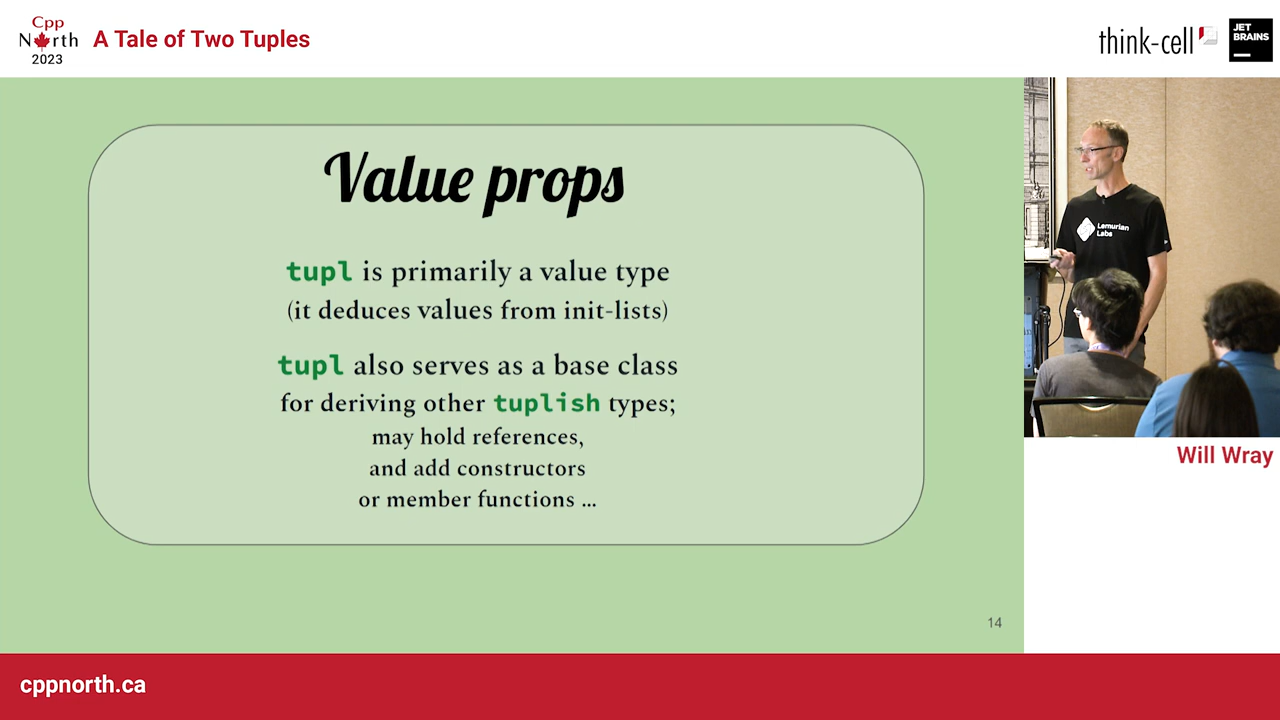 Cpp
North
2023
A Tale of Two Tuples
think-cell
JET
BRAINS
Value props
tupl is primarily a value type
(it deduces values from init-lists)
tupl also serves as a base class
for deriving other tuplish types;
may hold references,
and add constructors
or member functions ...
14
Lemurian
Labs
Will Wray
cppnorth.ca